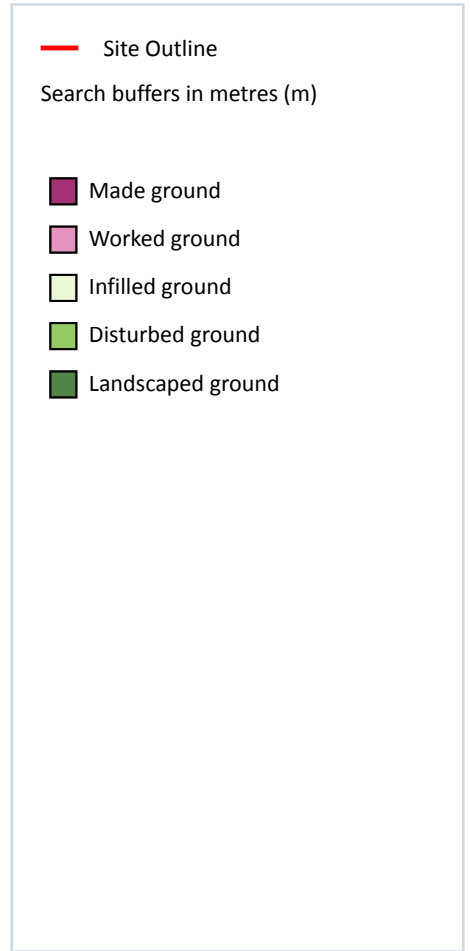 Site Outline
Search buffers in metres (m)
Made ground
Worked ground
Infilled ground
Disturbed ground
Landscaped ground